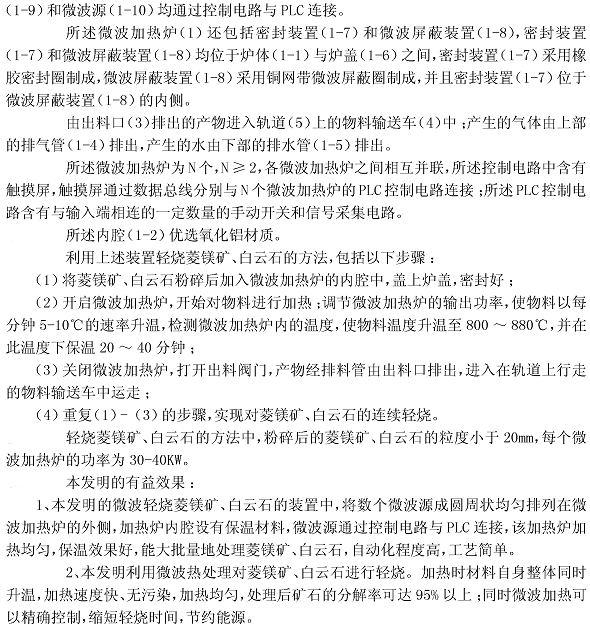 (1-9)和微波源(1-10)均通过控制电路与PLC连接。
所述微波加热炉(1)还包括密封装置(1-7)和微波屏蔽装置(1-8),密封装置
(1-7)和微波屏蔽装置(1-8)均位于炉体(1-1)与炉盖(1-6)之间,密封装置(1-7)采用橡
胶密封圈制成,微波屏蔽装置(1-8)采用铜网带微波屏蔽圈制成,并且密封装置(1-7)位于
微波屏蔽装置(1-8)的内侧。
由出料口(3)排出的产物进入轨道(5)上的物料输送车(4)中;产生的气体由上部
的排气管(1-4)排出,产生的水由下部的排水管(1-5)排出。
所述微波加热炉为N个,N≥2,各微波加热炉之间相互并联,所述控制电路中含有
触摸屏,触摸屏通过数据总线分别与N个微波加热炉的PLC控制电路连接;所述PLC控制电
路含有与输入端相连的一定数量的手动开关和信号采集电路。
所述内腔(1-2)优选氧化铝材质。
利用上述装置轻烧菱镁矿、白云石的方法,包括以下步骤:
(1)将菱镁矿、白云石粉碎后加入微波加热炉的内腔中,盖上炉盖,密封好;
(2)开启微波加热炉,开始对物料进行加热;调节微波加热炉的输出功率,使物料以每
分钟5-10℃的速率升温,检测微波加热炉内的温度,使物料温度升温至800～880℃,并在
此温度下保温20～40分钟;
(3)关闭微波加热炉,打开出料阀门,产物经排料管由出料口排出,进入在轨道上行走
的物料输送车中运走;
(4)重复(1)-(3)的步骤,实现对菱镁矿、白云石的连续轻烧。
轻烧菱镁矿、白云石的方法中,粉碎后的菱镁矿、白云石的粒度小于20mm,每个微
波加热炉的功率为30-40KW。
本发明的有益效果:
1、本发明的微波轻烧菱镁矿、白云石的装置中,将数个微波源成圆周状均匀排列在微
波加热炉的外侧,加热炉内腔设有保温材料,微波源通过控制电路与PLC连接,该加热炉加
热均匀,保温效果好,能大批量地处理菱镁矿、白云石,自动化程度高,工艺简单。
2、本发明利用微波热处理对菱镁矿、白云石进行轻烧。加热时材料自身整体同时
升温,加热速度快、无污染,加热均匀,处理后矿石的分解率可达95%以上;同时微波加热可
以精确控制,缩短轻烧时间,节约能源。